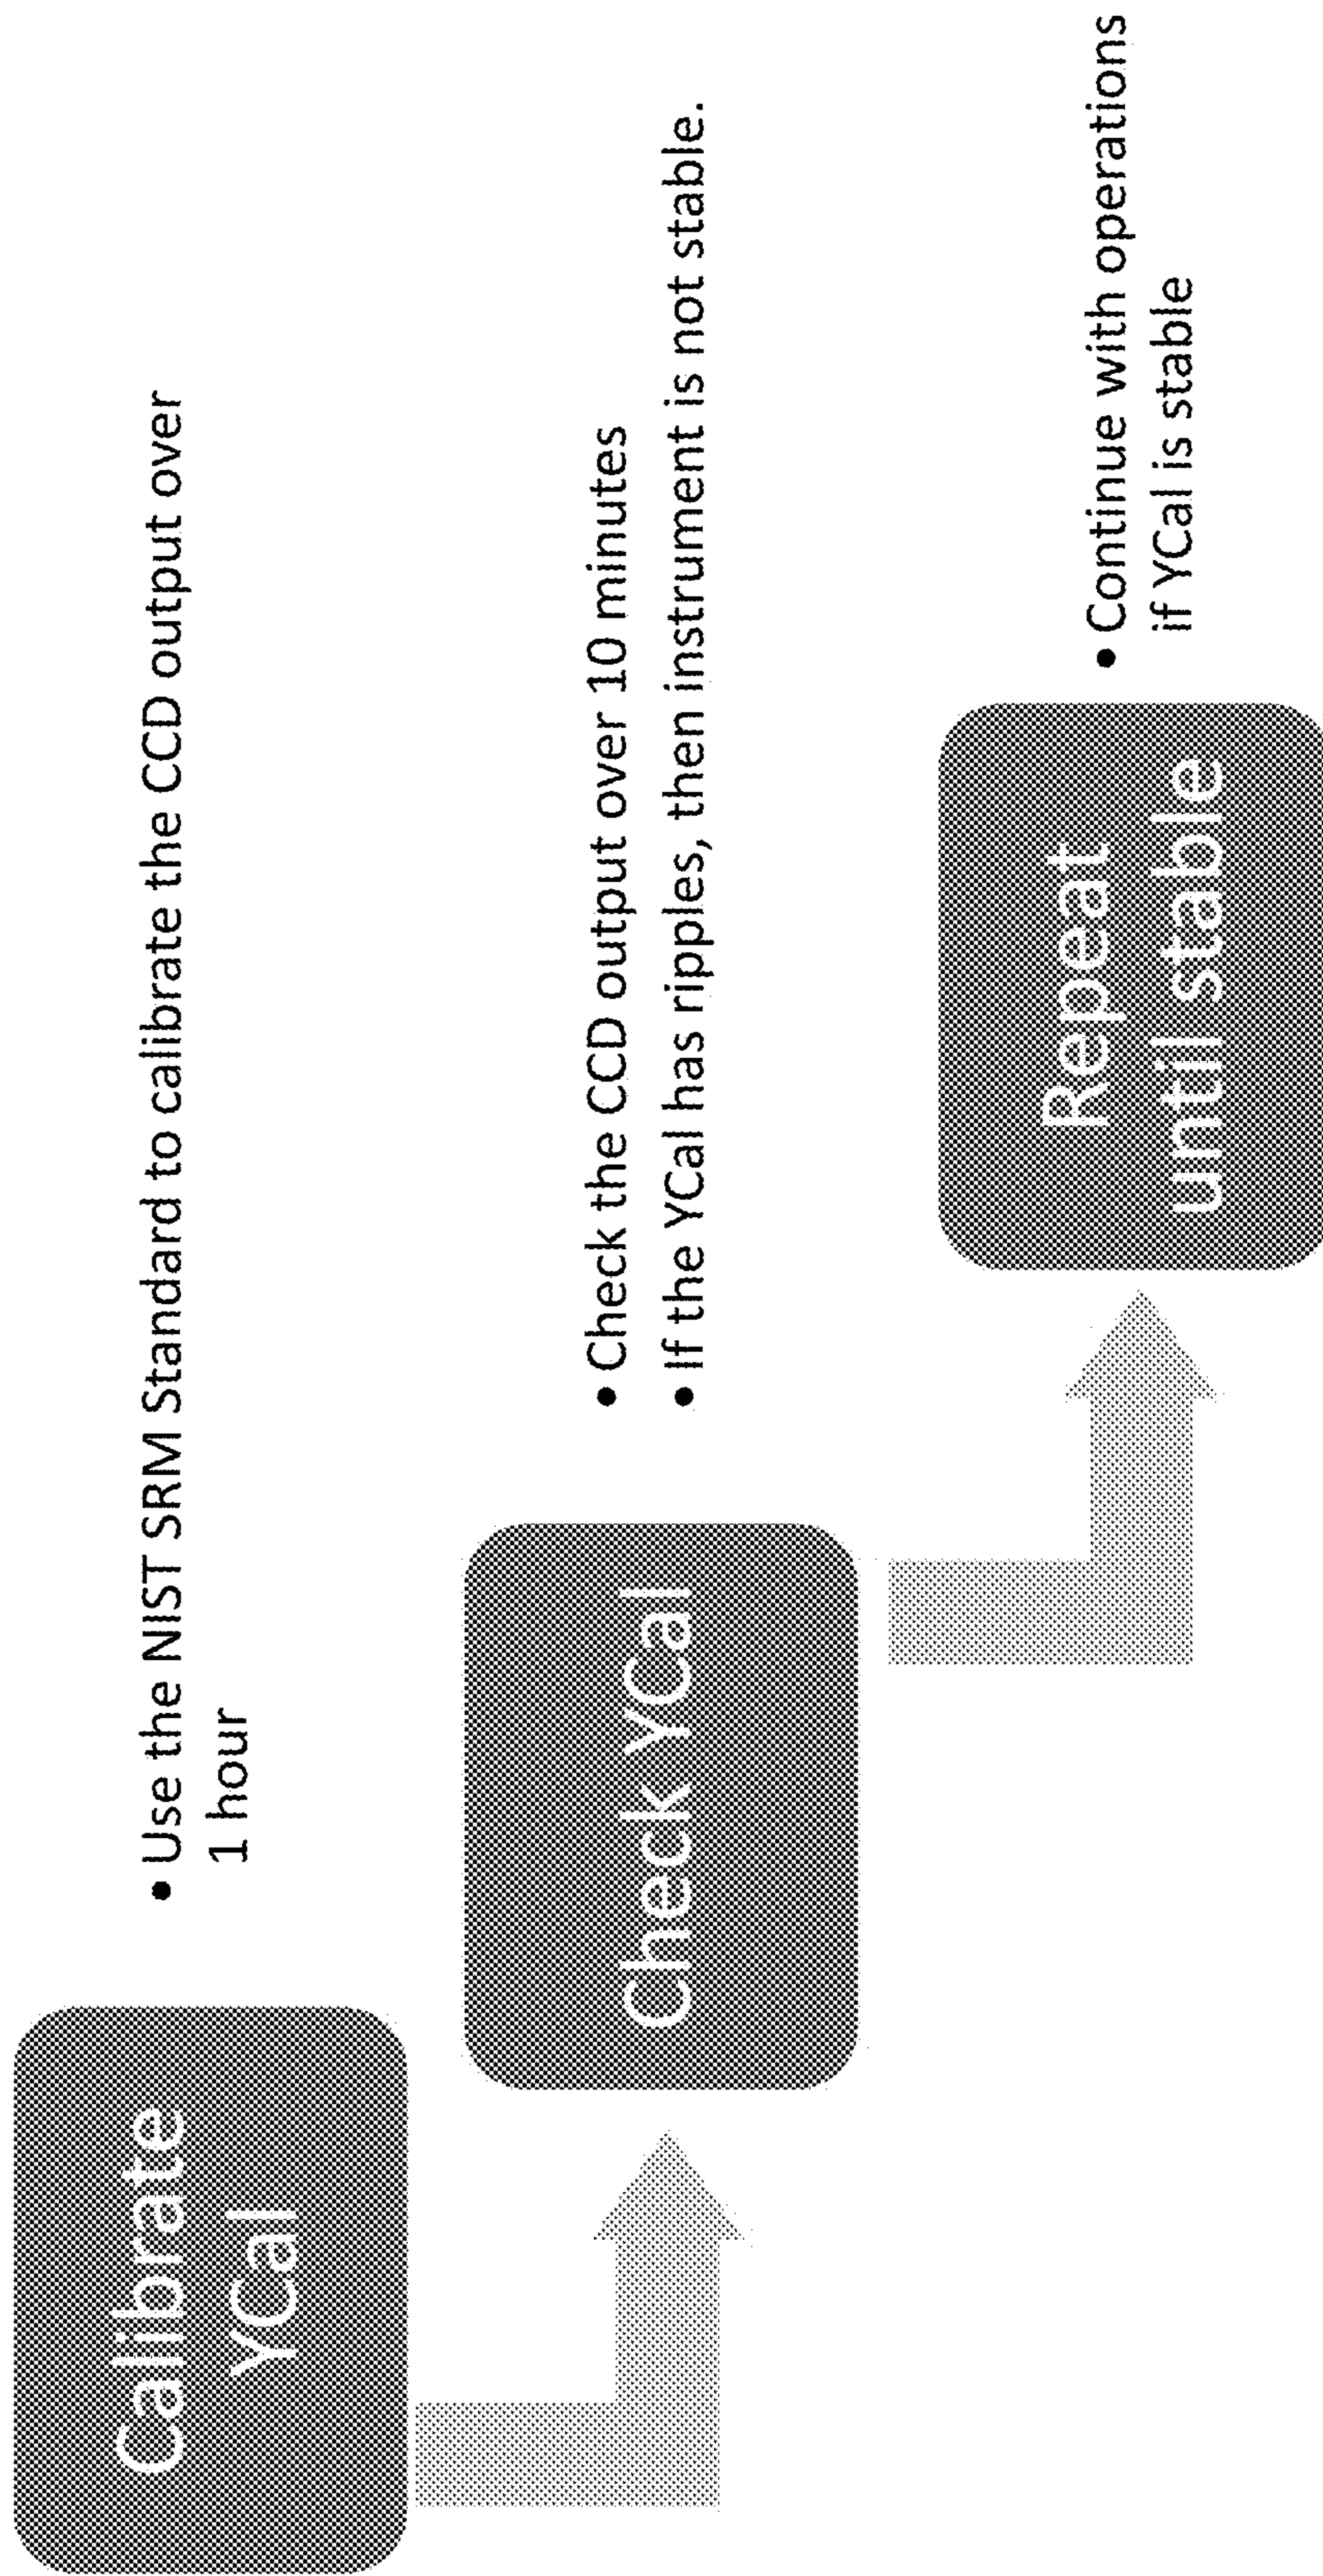 Calibrate
YCal
• Use the NIST SRM Standard to calibrate the CCD output over
1 hour
Check YCal
• Check the CCD output over 10 minutes
• If the YCal has ripples, then instrument is not stable.
Repeat
until stable
• Continue with operations
if YCal is stable